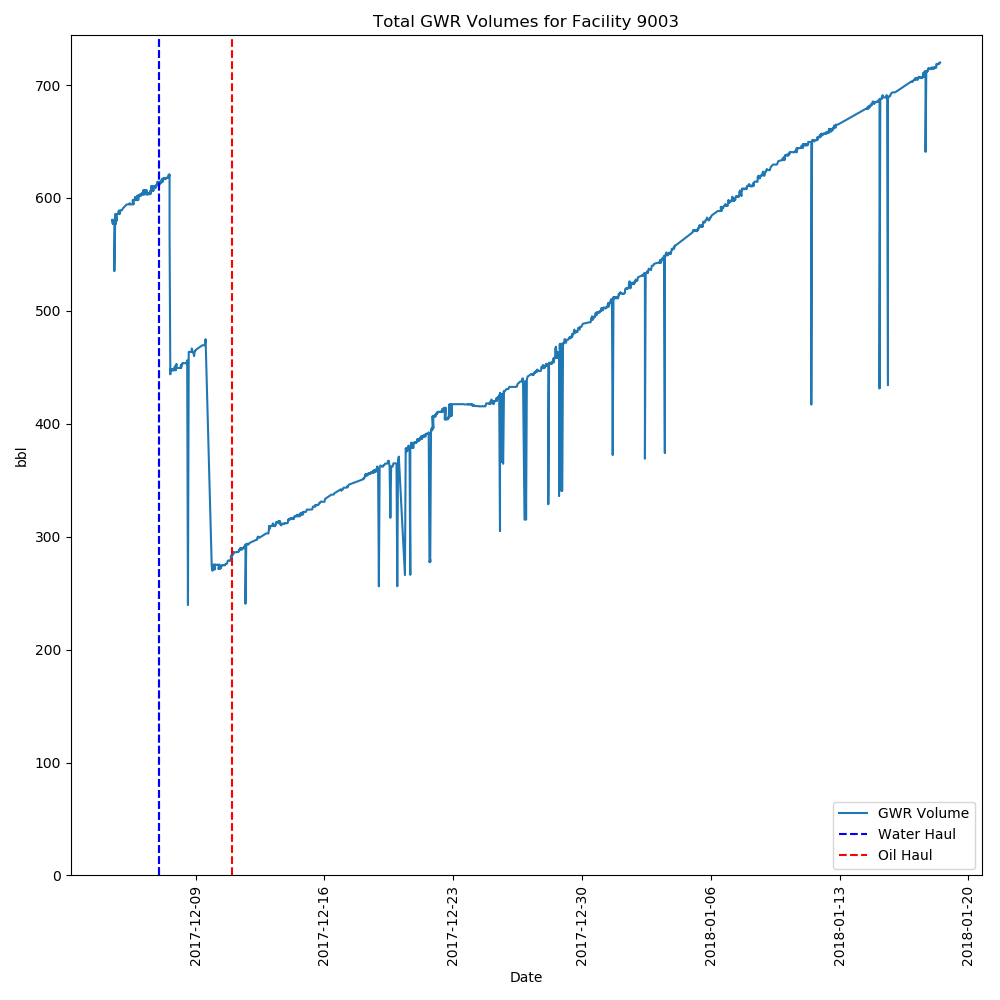 Total GWR Volumes for Facility 9003
700
600
500
400
300
200
100
0
bbl
2017-12-09
2017-12-16
2017-12-23
2017-12-30
2018-01-06
2018-01-13
2018-01-20
Date
GWR Volume
Water Haul
Oil Haul